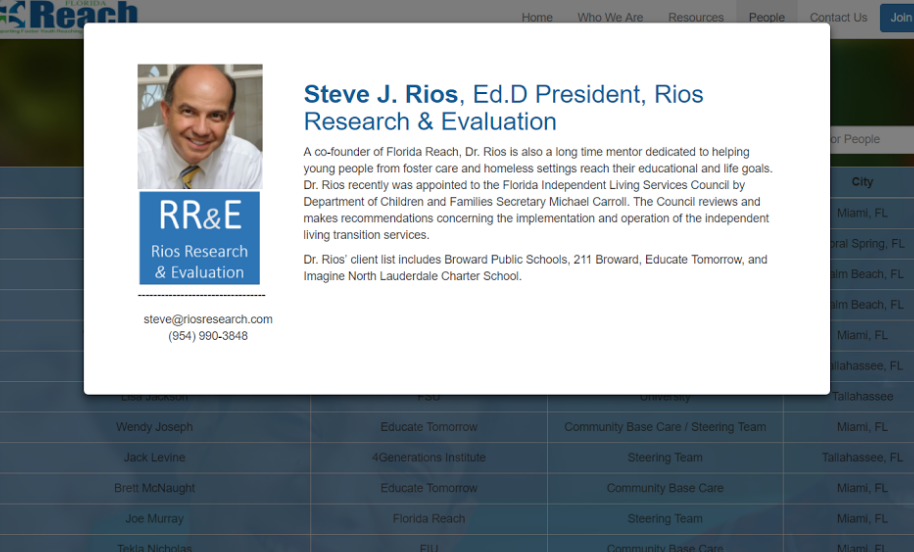 FLORIDA
Reach
Home Who We Are Resources People Contact Us Join
Steve J. Rios, Ed.D President, Rios
Research & Evaluation
A co-founder of Florida Reach, Dr. Rios is also a long time mentor dedicated to helping
young people from foster care and homeless settings reach their educational and life goals.
Dr. Rios recently was appointed to the Florida Independent Living Services Council by
Department of Children and Families Secretary Michael Carroll. The Council reviews and
makes recommendations concerning the implementation and operation of the independent
living transition services.
Dr. Rios' client list includes Broward Public Schools, 211 Broward, Educate Tomorrow, and
Imagine North Lauderdale Charter School.
RR&E
Rios Research
& Evaluation
---------------------------------
steve@riosresearch.com
(954) 990-3848
or People
City
Miami, FL
oral Spring, FL
alm Beach, FL
alm Beach, FL
Miami, FL
allahassee, FL
Lisa Jackson FSU University Tallahassee
Wendy Joseph Educate Tomorrow Community Base Care / Steering Team Miami, FL
Jack Levine 4Generations Institute Steering Team Tallahassee, FL
Brett McNaught Educate Tomorrow Community Base Care Miami, FL
Joe Murray Florida Reach Steering Team Miami, FL
Tekla Nicholas FIU Community Base Care Miami, FL